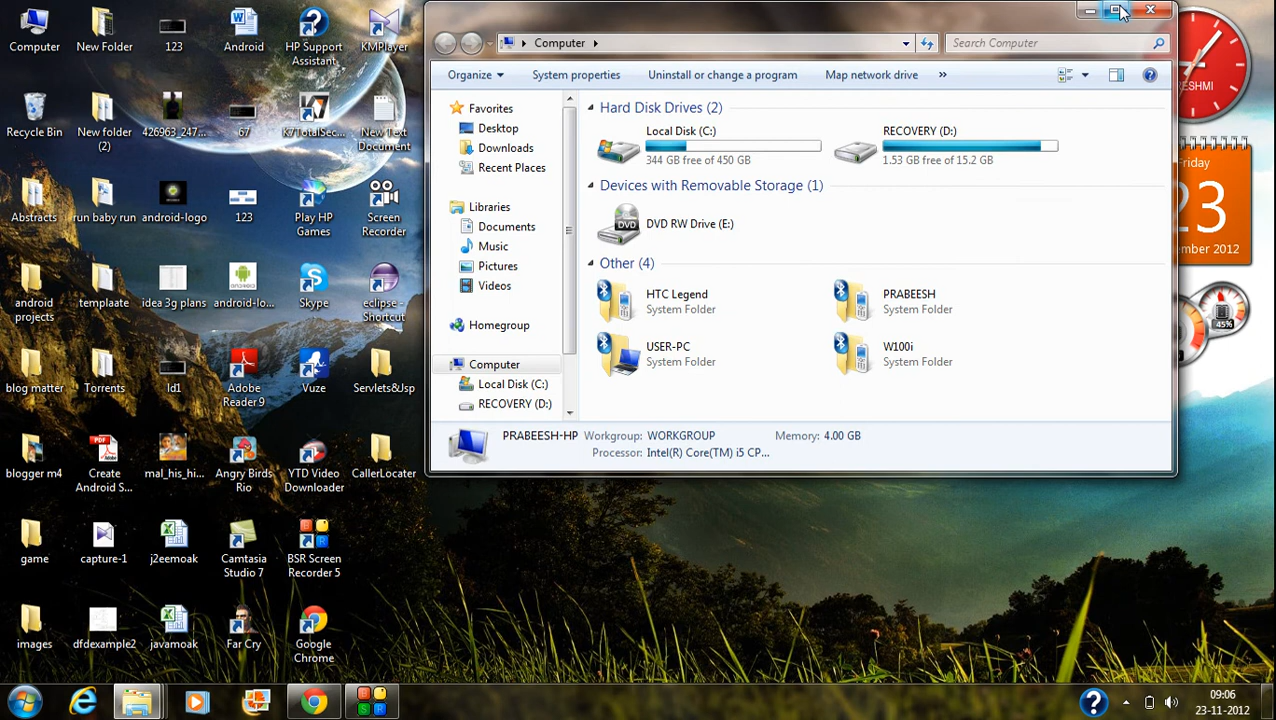 Computer
New Folder
123
Android
HP Support
Assistant
KMPlayer
Recycle Bin
New folder
(2)
426963_247...
67
K7TotalSec...
New Text
Document
Abstracts
run baby run
android-logo
123
Play HP
Games
Screen
Recorder
android
projects
templaate
idea 3g plans
android-lo...
Skype
eclipse -
Shortcut
blog matter
Torrents
Id1
Adobe
Reader 9
Vuze
Servlets&Jsp
blogger m4
Create
Android S...
mal_his_hi...
Angry Birds
Rio
YTD Video
Downloader
CallerLocater
game
capture-1
j2eemoak
Camtasia
Studio 7
BSR Screen
Recorder 5
images
dfdexample2
javamoak
Far Cry
Google
Chrome
Computer
Search Computer
Organize
System properties
Uninstall or change a program
Map network drive
»
Favorites
Desktop
Downloads
Recent Places
Libraries
Documents
Music
Pictures
Videos
Homegroup
Computer
Local Disk (C:)
RECOVERY (D:)
Hard Disk Drives (2)
Local Disk (C:)
344 GB free of 450 GB
RECOVERY (D:)
1.53 GB free of 15.2 GB
Devices with Removable Storage (1)
DVD
DVD RW Drive (E:)
Other (4)
HTC Legend
System Folder
PRABEESH
System Folder
USER-PC
System Folder
W100i
System Folder
PRABEESH-HP
Workgroup: WORKGROUP
Memory: 4.00 GB
Processor: Intel(R) Core(TM) i5 CP...
RESHMI
Friday
23
ember 2012
45%
09:06
23-11-2012